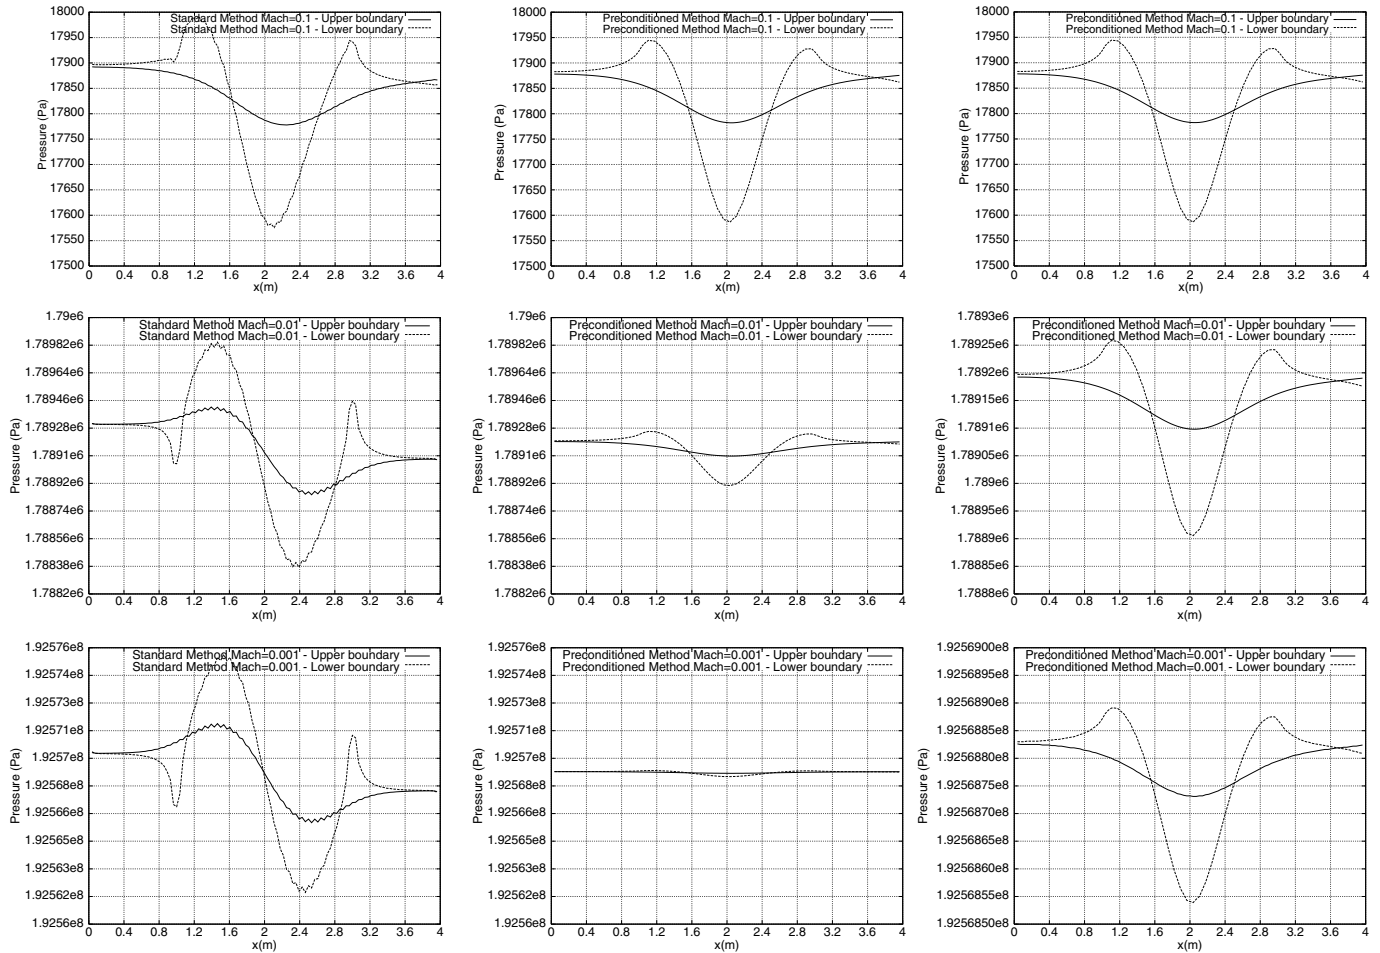 Standard Method Mach=0.1 - Upper boundary
Standard Method Mach=0.1 - Lower boundary
18000
17950
17900
17850
17800
17750
17700
17650
17600
17550
17500
Pressure (Pa)
0 0.4 0.8 1.2 1.6 2 2.4 2.8 3.2 3.6 4
x(m)
Preconditioned Method Mach=0.1 - Upper boundary
Preconditioned Method Mach=0.1 - Lower boundary
18000
17950
17900
17850
17800
17750
17700
17650
17600
17550
17500
Pressure (Pa)
0 0.4 0.8 1.2 1.6 2 2.4 2.8 3.2 3.6 4
x(m)
Preconditioned Method Mach=0.1 - Upper boundary
Preconditioned Method Mach=0.1 - Lower boundary
18000
17950
17900
17850
17800
17750
17700
17650
17600
17550
17500
Pressure (Pa)
0 0.4 0.8 1.2 1.6 2 2.4 2.8 3.2 3.6 4
x(m)
Standard Method Mach=0.01 - Upper boundary
Standard Method Mach=0.01 - Lower boundary
1.79e6
1.78982e6
1.78964e6
1.78946e6
1.78928e6
1.7891e6
1.78892e6
1.78874e6
1.78856e6
1.78838e6
1.7882e6
Pressure (Pa)
0 0.4 0.8 1.2 1.6 2 2.4 2.8 3.2 3.6 4
x(m)
Preconditioned Method Mach=0.01 - Upper boundary
Preconditioned Method Mach=0.01 - Lower boundary
1.79e6
1.78982e6
1.78964e6
1.78946e6
1.78928e6
1.7891e6
1.78892e6
1.78874e6
1.78856e6
1.78838e6
1.7882e6
Pressure (Pa)
0 0.4 0.8 1.2 1.6 2 2.4 2.8 3.2 3.6 4
x(m)
Preconditioned Method Mach=0.01 - Upper boundary
Preconditioned Method Mach=0.01 - Lower boundary
1.7893e6
1.78925e6
1.7892e6
1.78915e6
1.7891e6
1.78905e6
1.789e6
1.78895e6
1.7889e6
1.78885e6
1.7888e6
Pressure (Pa)
0 0.4 0.8 1.2 1.6 2 2.4 2.8 3.2 3.6 4
x(m)
Standard Method Mach=0.001 - Upper boundary
Standard Method Mach=0.001 - Lower boundary
1.92576e8
1.92574e8
1.92573e8
1.92571e8
1.9257e8
1.92568e8
1.92566e8
1.92565e8
1.92563e8
1.92562e8
1.9256e8
Pressure (Pa)
0 0.4 0.8 1.2 1.6 2 2.4 2.8 3.2 3.6 4
x(m)
Preconditioned Method Mach=0.001 - Upper boundary
Preconditioned Method Mach=0.001 - Lower boundary
1.92576e8
1.92574e8
1.92573e8
1.92571e8
1.9257e8
1.92568e8
1.92566e8
1.92565e8
1.92563e8
1.92562e8
1.9256e8
Pressure (Pa)
0 0.4 0.8 1.2 1.6 2 2.4 2.8 3.2 3.6 4
x(m)
Preconditioned Method Mach=0.001 - Upper boundary
Preconditioned Method Mach=0.001 - Lower boundary
1.9256900e8
1.9256895e8
1.9256890e8
1.9256885e8
1.9256880e8
1.9256875e8
1.9256870e8
1.9256865e8
1.9256860e8
1.9256855e8
1.9256850e8
Pressure (Pa)
0 0.4 0.8 1.2 1.6 2 2.4 2.8 3.2 3.6 4
x(m)